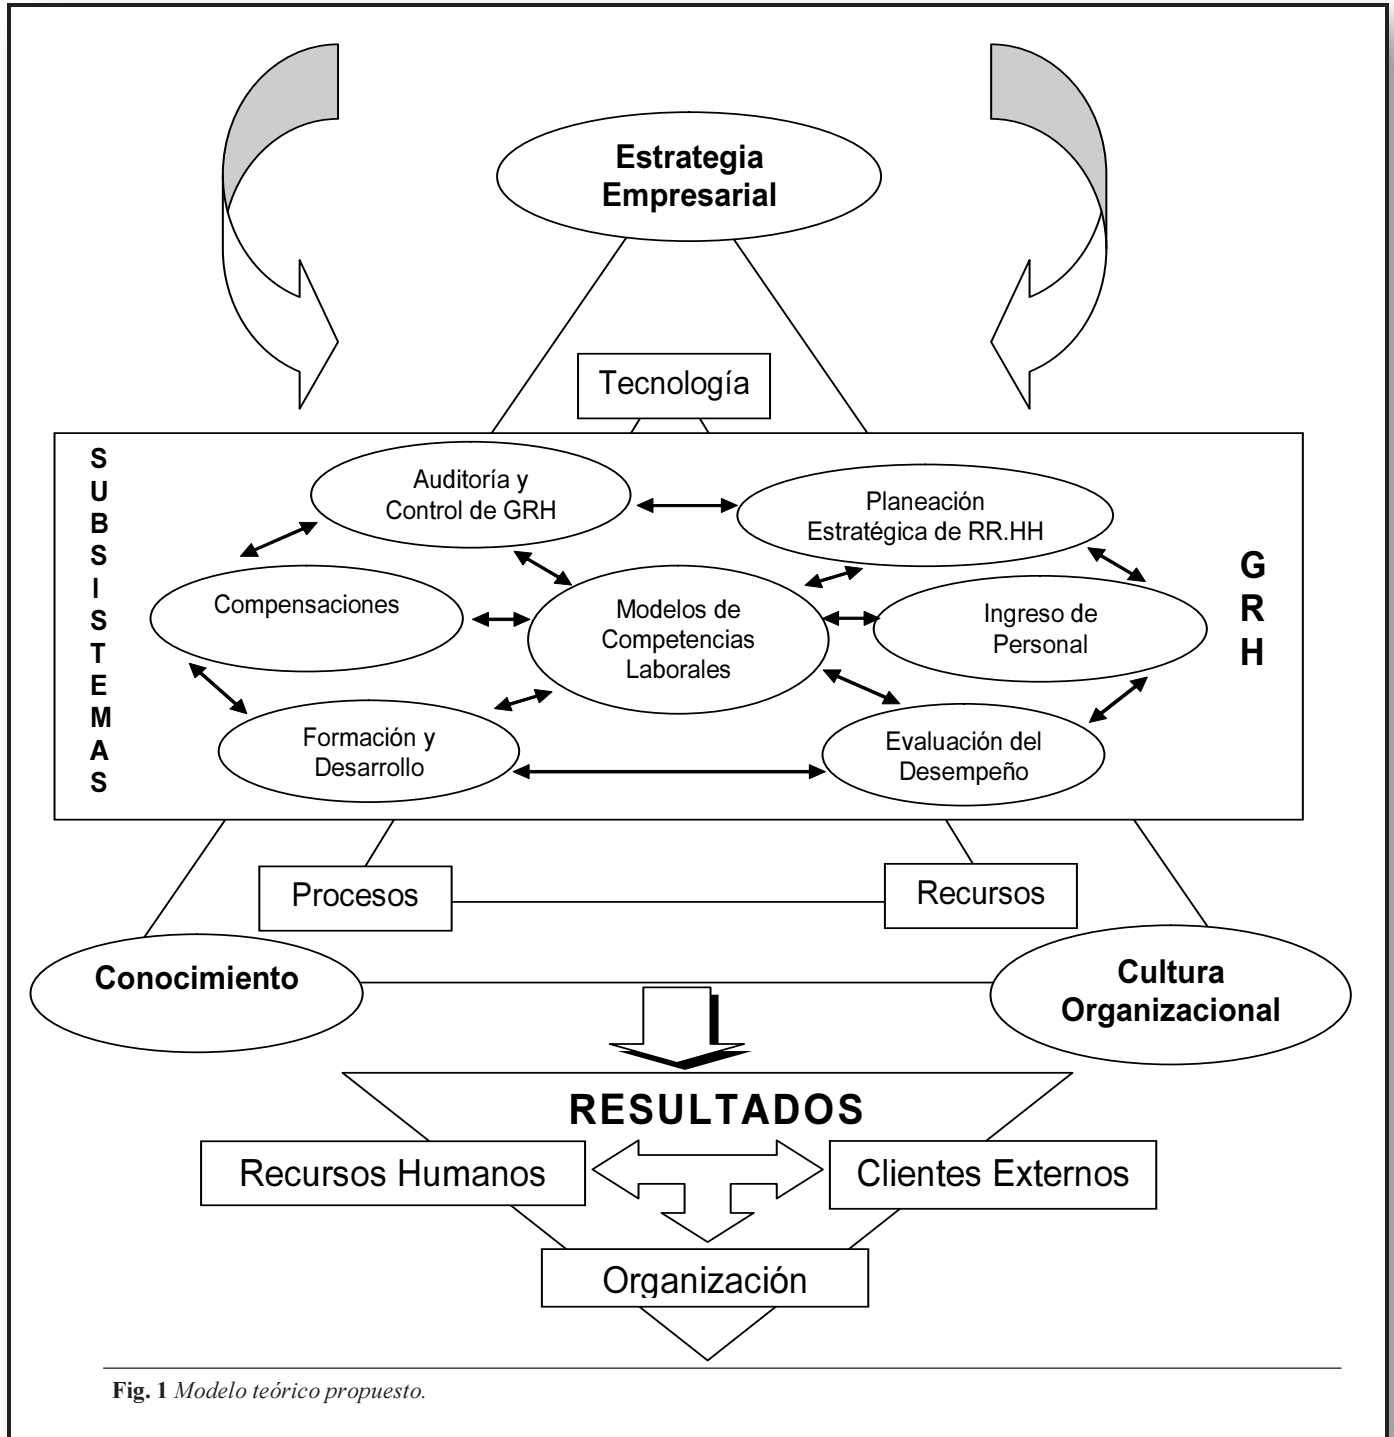 Estrategia
Empresarial
Tecnología
SUBSISTEMAS
Auditoría y
Control de GRH
Planeación
Estratégica de RR.HH
GRH
Compensaciones
Modelos de
Competencias
Laborales
Ingreso de
Personal
Formación y
Desarrollo
Evaluación del
Desempeño
Procesos
Recursos
Conocimiento
Cultura
Organizacional
RESULTADOS
Recursos Humanos
Clientes Externos
Organización
Fig. 1 Modelo teórico propuesto.